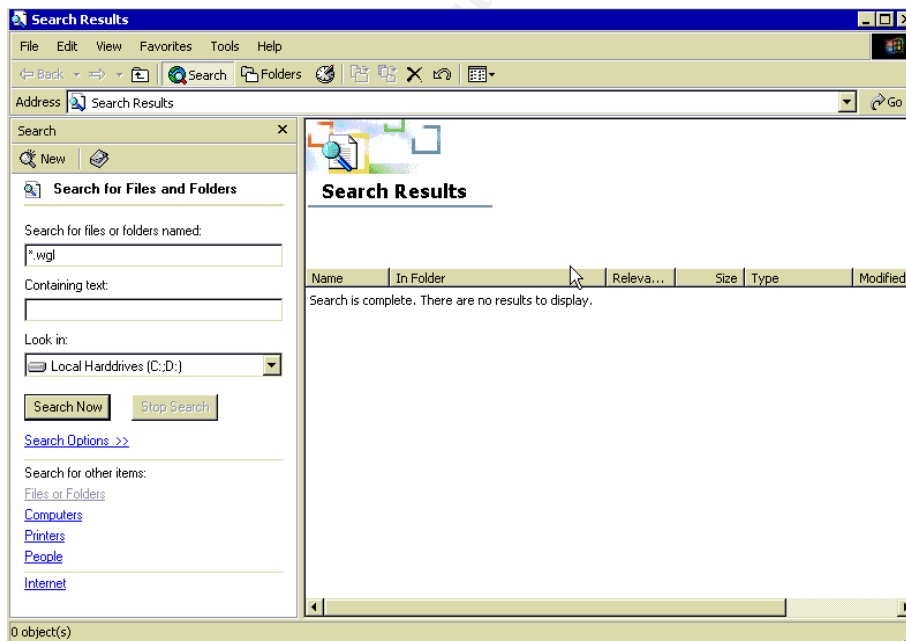 Search Results
File Edit View Favorites Tools Help
Back Search Folders
Address Search Results Go
Search
New
Search for Files and Folders
Search for files or folders named:
*.wgl
Containing text:
Look in:
Local Harddrives (C:;D:)
Search Now Stop Search
Search Options >>
Search for other items:
Files or Folders
Computers
Printers
People
Internet
Search Results
Name In Folder Releva... Size Type Modified
Search is complete. There are no results to display.
0 object(s)